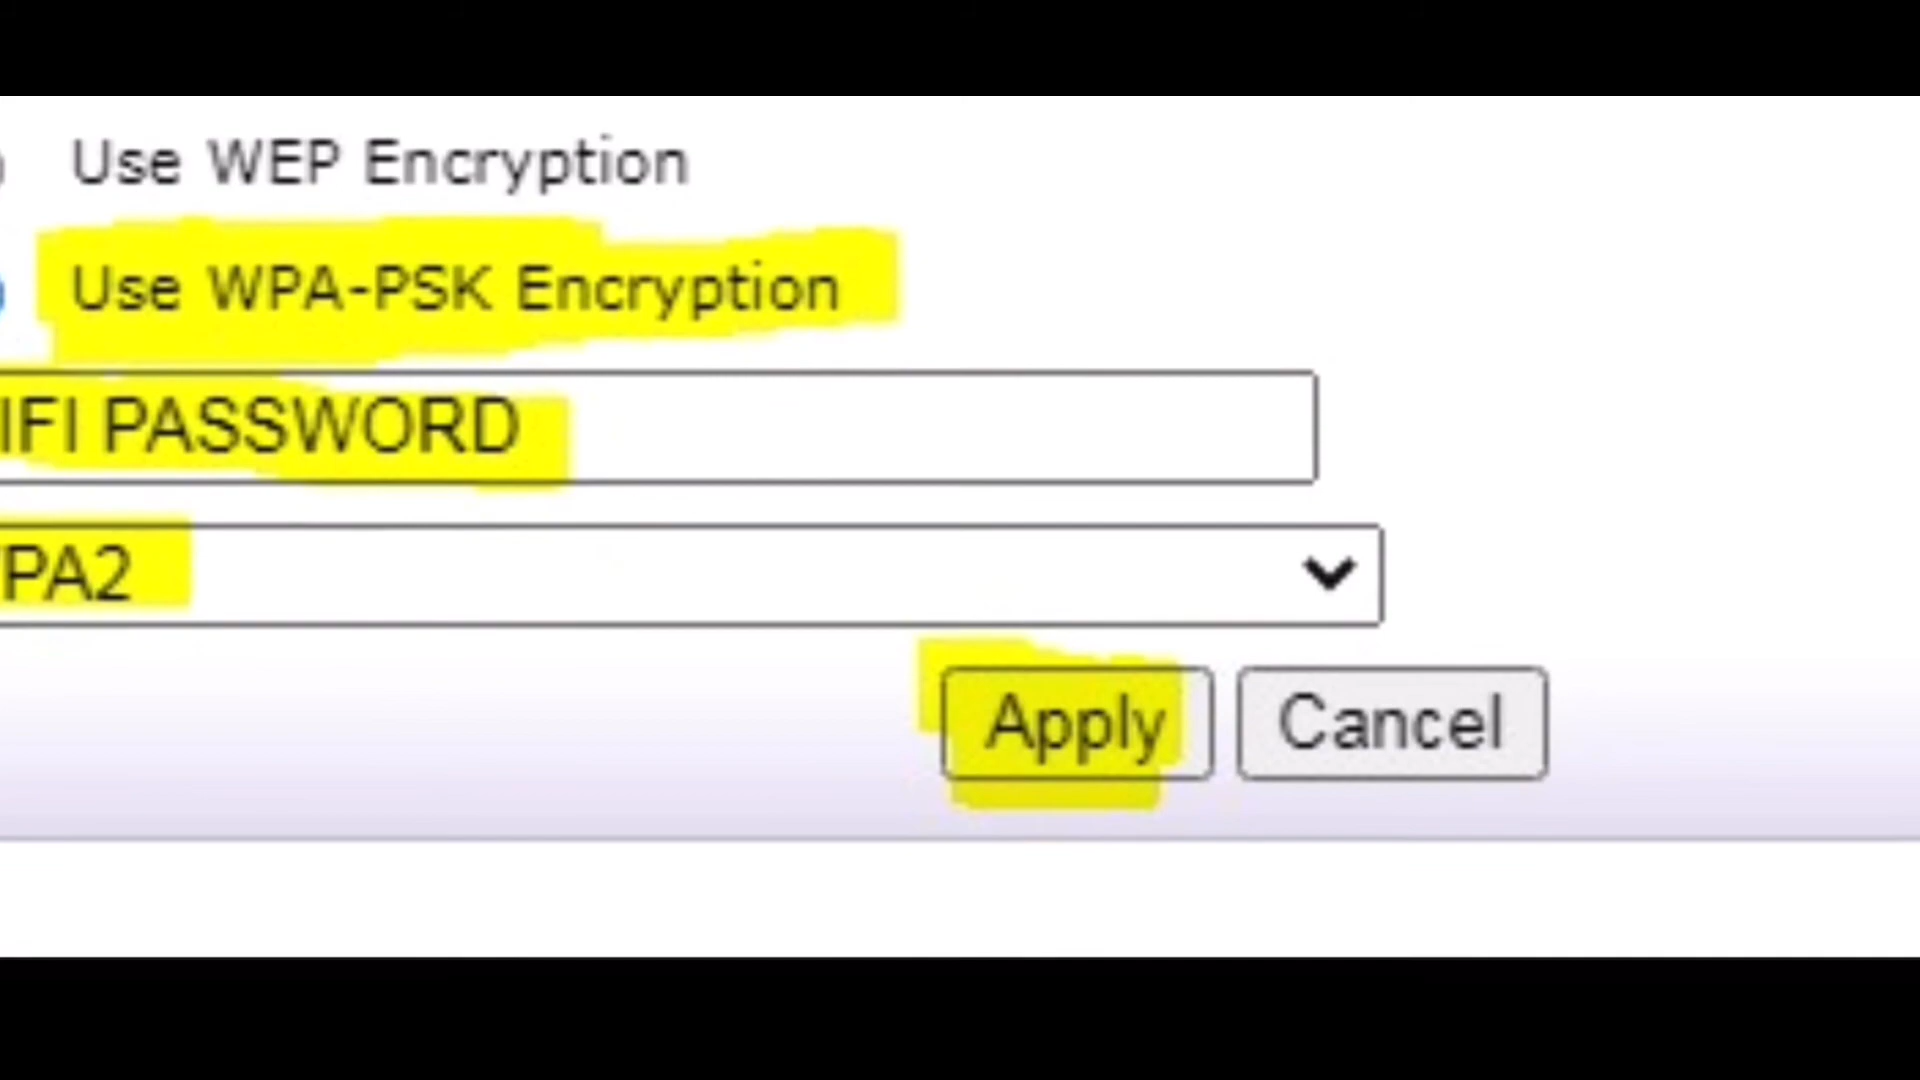 Use WEP Encryption
Use WPA-PSK Encryption
IFI PASSWORD
PA2
Apply Cancel